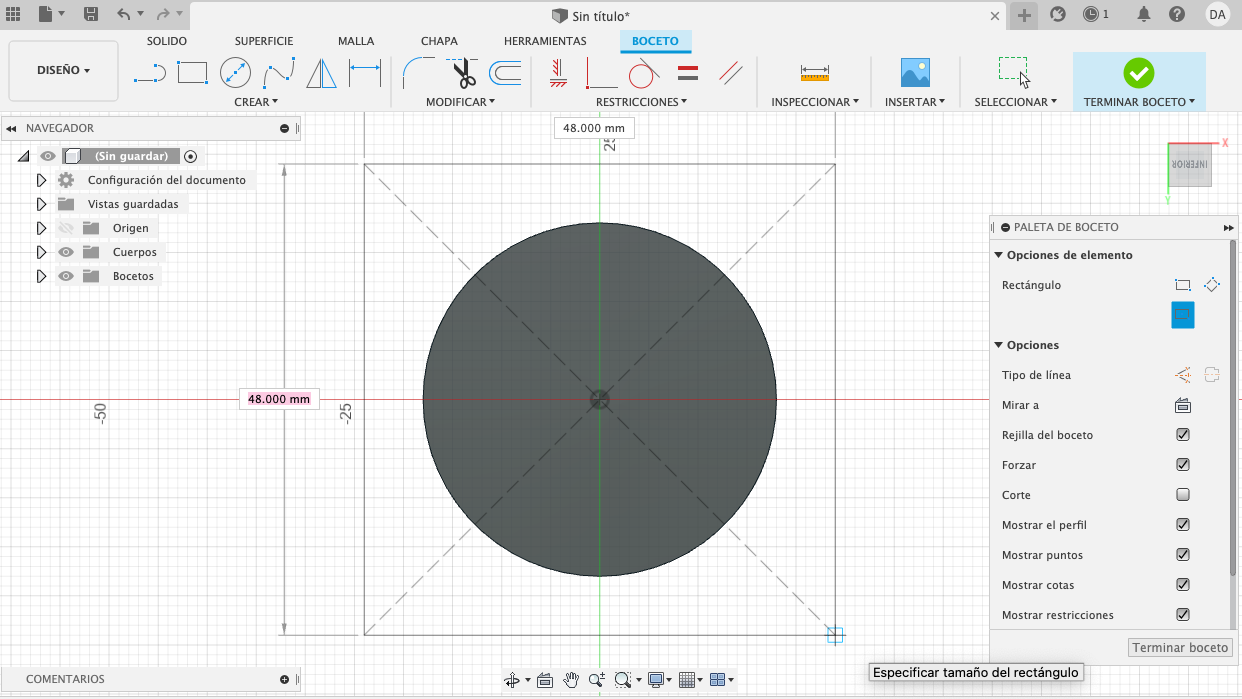 Sin título*
1
DA
SOLIDO
SUPERFICIE
MALLA
CHAPA
HERRAMIENTAS
BOCETO
DISEÑO
CREAR
MODIFICAR
RESTRICCIONES
INSPECCIONAR
INSERTAR
SELECCIONAR
TERMINAR BOCETO
NAVEGADOR
(Sin guardar)
Configuración del documento
Vistas guardadas
Origen
Cuerpos
Bocetos
48.000 mm
25
48.000 mm
-50
-25
X
INFERIOR
Y
PALETA DE BOCETO
Opciones de elemento
Rectángulo
Opciones
Tipo de línea
Mirar a
Rejilla del boceto
Forzar
Corte
Mostrar el perfil
Mostrar puntos
Mostrar cotas
Mostrar restricciones
Terminar boceto
Especificar tamaño del rectángulo
COMENTARIOS